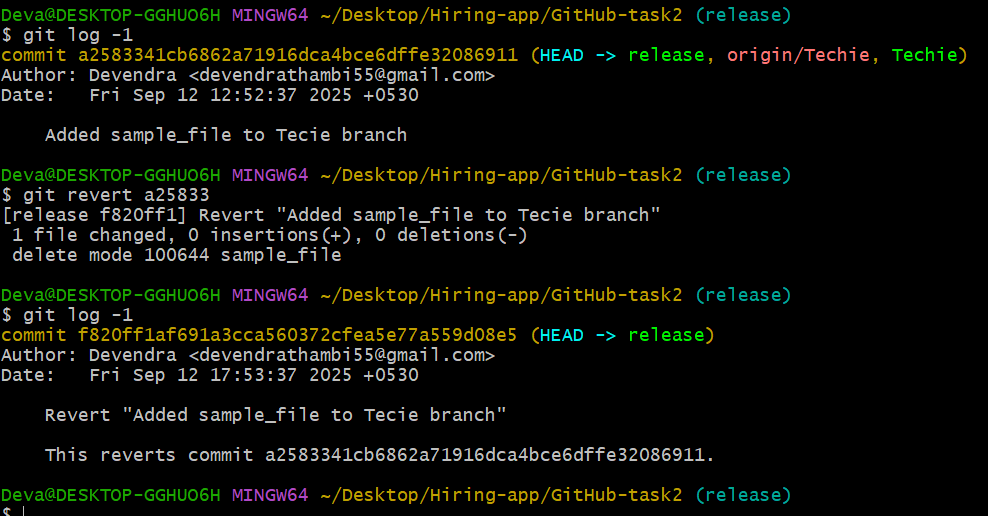 Deva@DESKTOP-GGHUO6H MINGW64 ~/Desktop/Hiring-app/GitHub-task2 (release)
$ git log -1
commit a2583341cb6862a71916dca4bce6dffe32086911 (HEAD -> release, origin/Techie, Techie)
Author: Devendra <devendrathambi55@gmail.com>
Date:   Fri Sep 12 12:52:37 2025 +0530
    Added sample_file to Tecie branch
Deva@DESKTOP-GGHUO6H MINGW64 ~/Desktop/Hiring-app/GitHub-task2 (release)
$ git revert a25833
[release f820ff1] Revert "Added sample_file to Tecie branch"
 1 file changed, 0 insertions(+), 0 deletions(-)
 delete mode 100644 sample_file
Deva@DESKTOP-GGHUO6H MINGW64 ~/Desktop/Hiring-app/GitHub-task2 (release)
$ git log -1
commit f820ff1af691a3cca560372cfea5e77a559d08e5 (HEAD -> release)
Author: Devendra <devendrathambi55@gmail.com>
Date:   Fri Sep 12 17:53:37 2025 +0530
    Revert "Added sample_file to Tecie branch"
    This reverts commit a2583341cb6862a71916dca4bce6dffe32086911.
Deva@DESKTOP-GGHUO6H MINGW64 ~/Desktop/Hiring-app/GitHub-task2 (release)
$